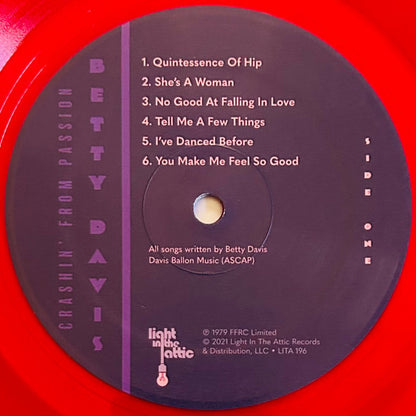 CRASHIN' FROM PASSION
BETTY DAVIS
1. Quintessence Of Hip
2. She's A Woman
3. No Good At Falling In Love
4. Tell Me A Few Things
5. I've Danced Before
6. You Make Me Feel So Good
SIDE ONE
All songs written by Betty Davis
Davis Ballon Music (ASCAP)
light
in the
attic
℗ 1979 FFRC Limited
© 2021 Light In The Attic Records
& Distribution, LLC • LITA 196